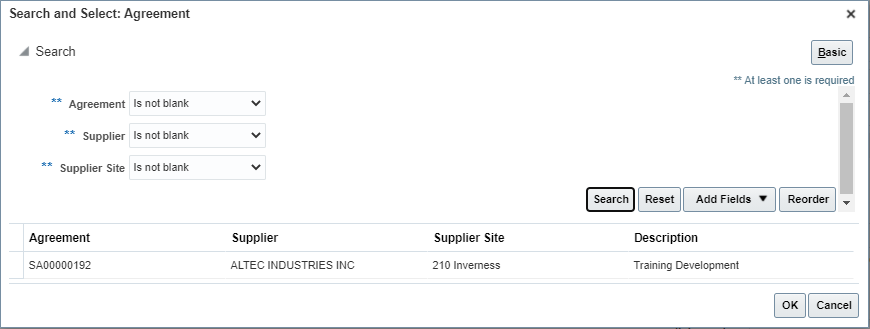 Search and Select: Agreement
Search
Basic
** At least one is required
** Agreement Is not blank
** Supplier Is not blank
** Supplier Site Is not blank
Search Reset Add Fields Reorder
Agreement Supplier Supplier Site Description
SA00000192 ALTEC INDUSTRIES INC 210 Inverness Training Development
OK Cancel